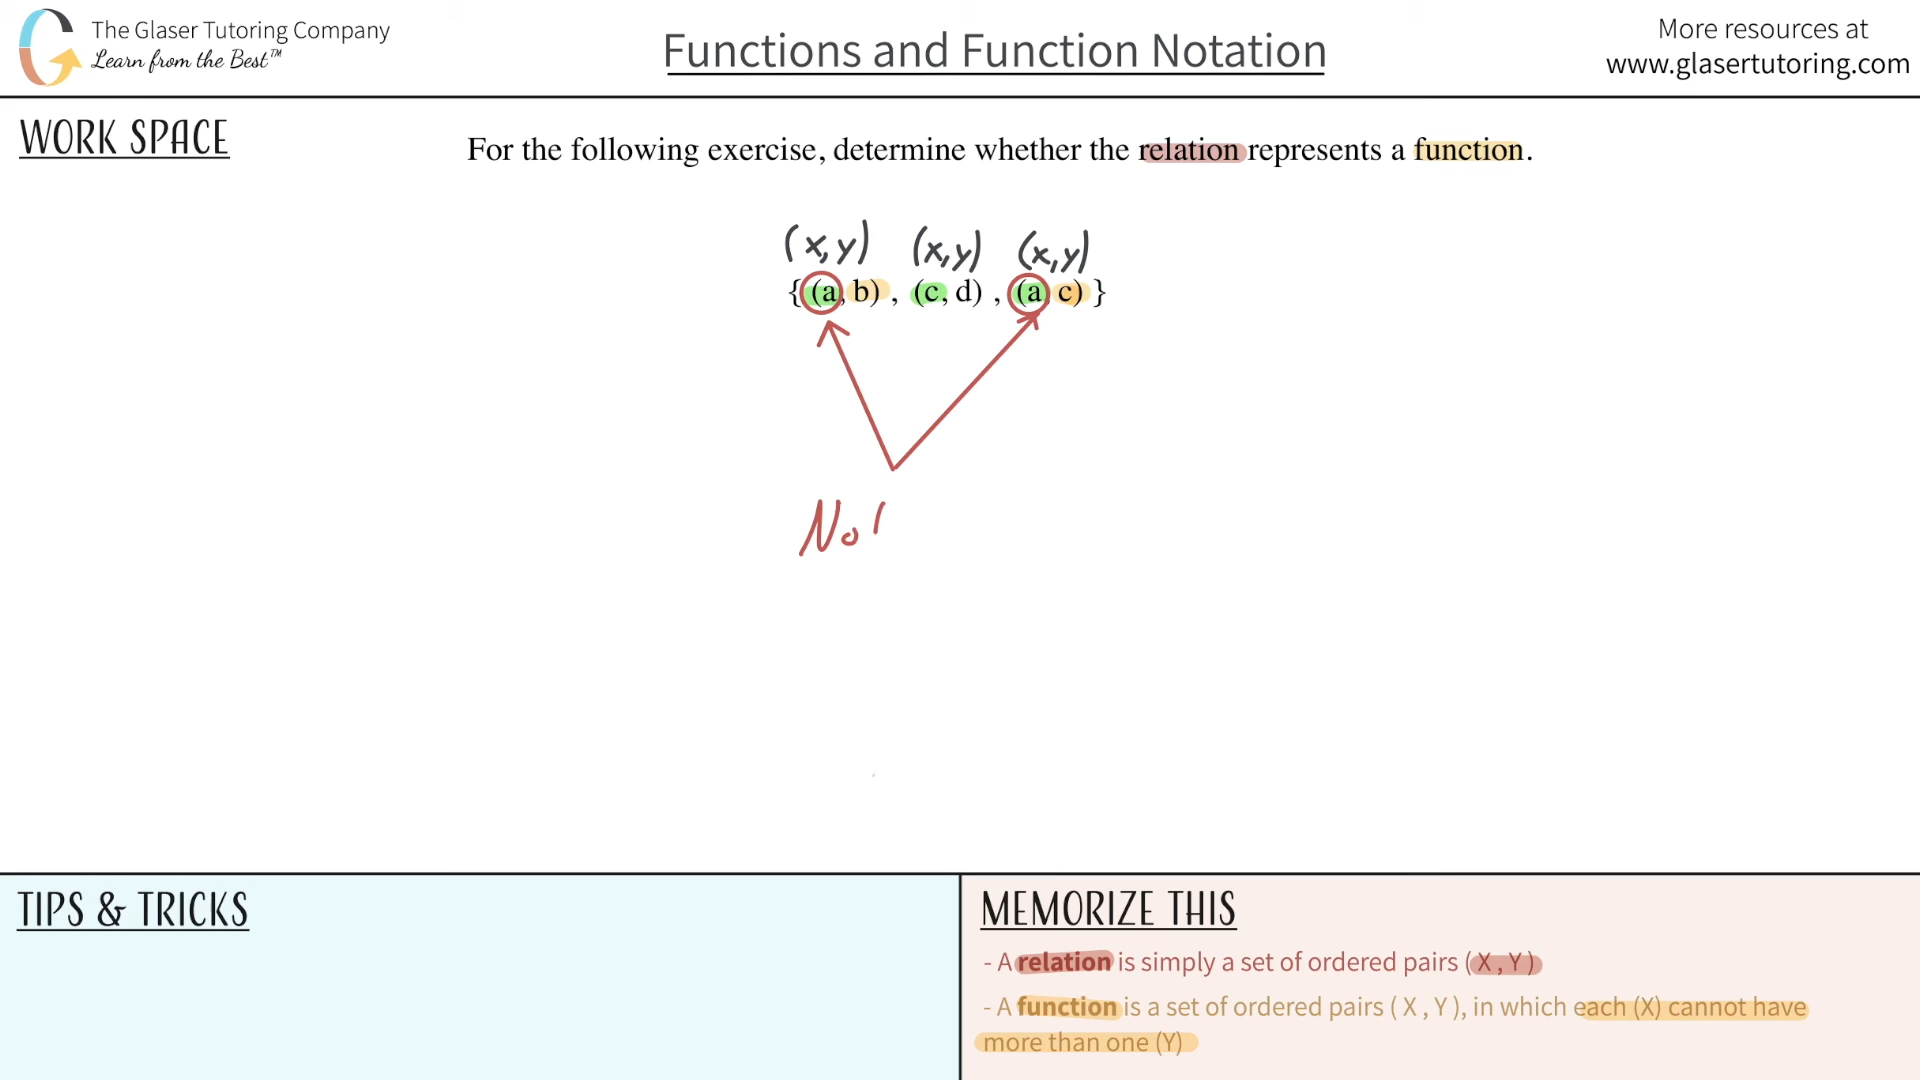 The Glaser Tutoring Company
Learn from the Best™
Functions and Function Notation
More resources at
www.glasertutoring.com
WORK SPACE
For the following exercise, determine whether the relation represents a function.
(x,y) (x,y) (x,y)
{ (a, b) , (c, d) , (a, c) }
No
TIPS & TRICKS
MEMORIZE THIS
- A relation is simply a set of ordered pairs ( X , Y )
- A function is a set of ordered pairs ( X , Y ), in which each (X) cannot have
more than one (Y)